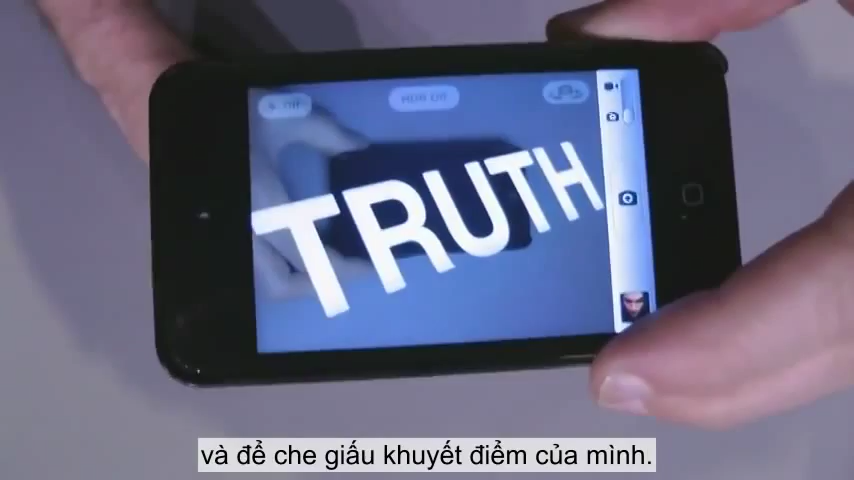 TRUTH
và để che giấu khuyết điểm của mình.